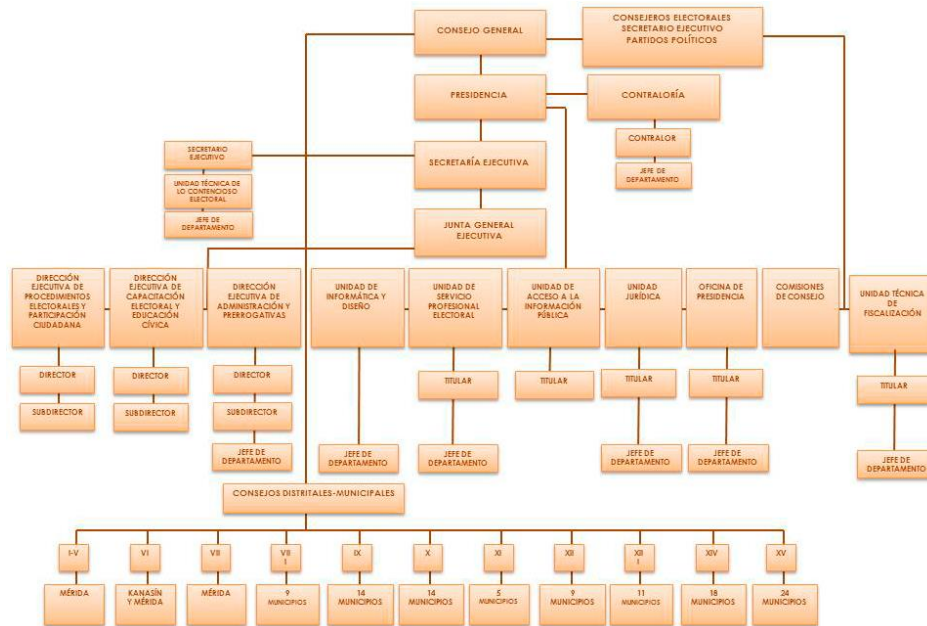 CONSEJO GENERAL
CONSEJEROS ELECTORALES
SECRETARIO EJECUTIVO
PARTIDOS POLÍTICOS
PRESIDENCIA
CONTRALORÍA
CONTRALOR
JEFE DE
DEPARTAMENTO
SECRETARIO
EJECUTIVO
SECRETARÍA EJECUTIVA
UNIDAD TÉCNICA DE
LO CONTENCIOSO
ELECTORAL
JEFE DE
DEPARTAMENTO
JUNTA GENERAL
EJECUTIVA
DIRECCIÓN
EJECUTIVA DE
PROCEDIMIENTOS
ELECTORALES Y
PARTICIPACIÓN
CIUDADANA
DIRECCIÓN
EJECUTIVA DE
CAPACITACIÓN
ELECTORAL Y
EDUCACIÓN
CÍVICA
DIRECCIÓN
EJECUTIVA DE
ADMINISTRACIÓN Y
PRERROGATIVAS
UNIDAD DE
INFORMÁTICA Y
DISEÑO
UNIDAD DE
SERVICIO
PROFESIONAL
ELECTORAL
UNIDAD DE
ACCESO A LA
INFORMACIÓN
PÚBLICA
UNIDAD
JURÍDICA
OFICINA DE
PRESIDENCIA
COMISIONES DE
CONSEJO
UNIDAD TÉCNICA
DE
FISCALIZACIÓN
DIRECTOR
DIRECTOR
DIRECTOR
TITULAR
TITULAR
TITULAR
TITULAR
TITULAR
SUBDIRECTOR
SUBDIRECTOR
SUBDIRECTOR
JEFE DE
DEPARTAMENTO
JEFE DE
DEPARTAMENTO
JEFE DE
DEPARTAMENTO
JEFE DE
DEPARTAMENTO
JEFE DE
DEPARTAMENTO
JEFE DE
DEPARTAMENTO
CONSEJOS DISTRITALES-MUNICIPALES
I-V
VI
VII
VII
I
IX
X
XI
XII
XII
I
XIV
XV
MÉRIDA
KANASÍN
Y MÉRIDA
MÉRIDA
9
MUNICIPIOS
14
MUNICIPIOS
14
MUNICIPIOS
5
MUNICIPIOS
9
MUNICIPIOS
11
MUNICIPIOS
18
MUNICIPIOS
24
MUNICIPIOS